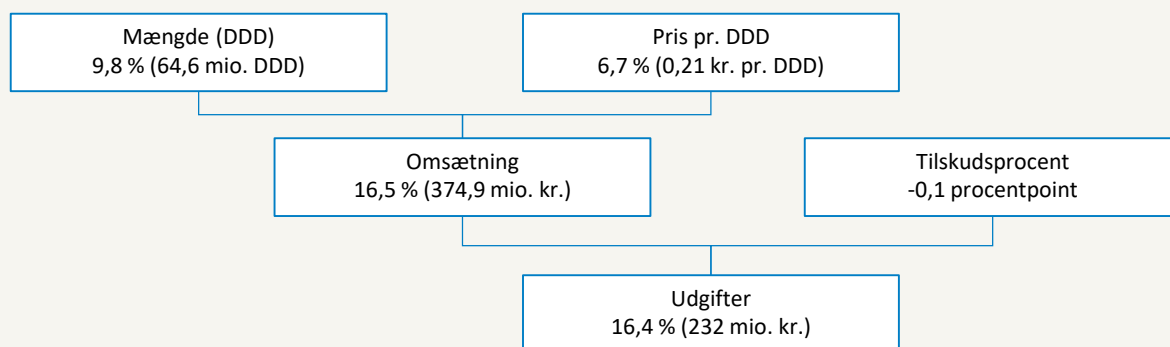 Mængde (DDD)
9,8 % (64,6 mio. DDD)
Pris pr. DDD
6,7 % (0,21 kr. pr. DDD)
Omsætning
16,5 % (374,9 mio. kr.)
Tilskudsprocent
-0,1 procentpoint
Udgifter
16,4 % (232 mio. kr.)